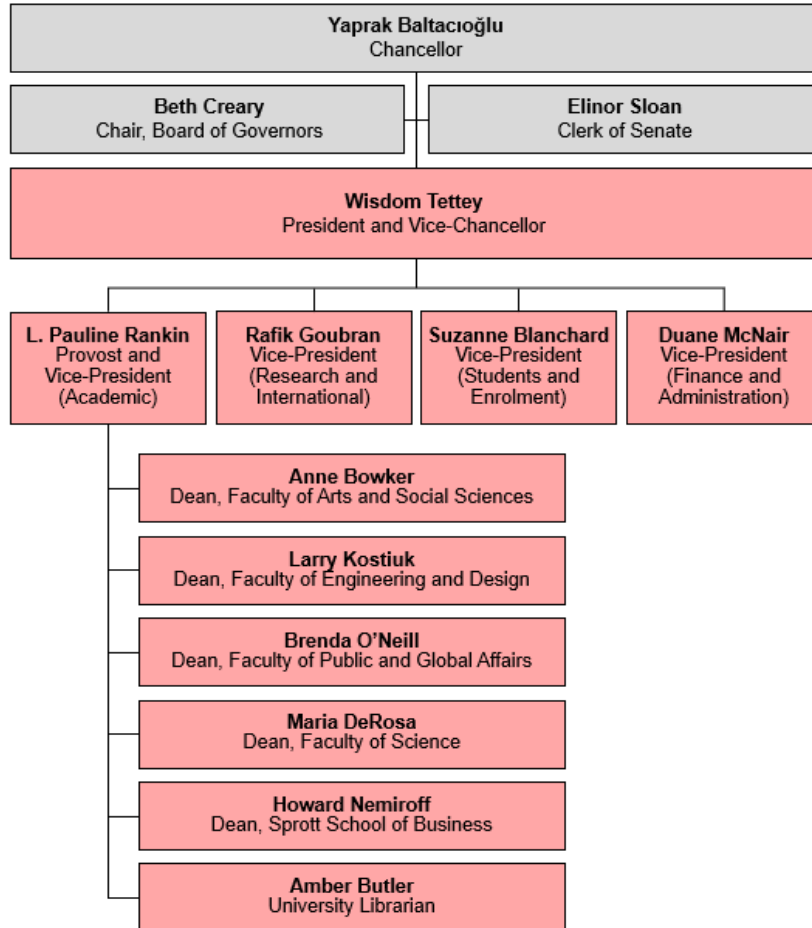 Yaprak Baltacıoğlu
Chancellor
Beth Creary
Chair, Board of Governors
Elinor Sloan
Clerk of Senate
Wisdom Tettey
President and Vice-Chancellor
L. Pauline Rankin
Provost and
Vice-President
(Academic)
Rafik Goubran
Vice-President
(Research and
International)
Suzanne Blanchard
Vice-President
(Students and
Enrolment)
Duane McNair
Vice-President
(Finance and
Administration)
Anne Bowker
Dean, Faculty of Arts and Social Sciences
Larry Kostiuk
Dean, Faculty of Engineering and Design
Brenda O’Neill
Dean, Faculty of Public and Global Affairs
Maria DeRosa
Dean, Faculty of Science
Howard Nemiroff
Dean, Sprott School of Business
Amber Butler
University Librarian